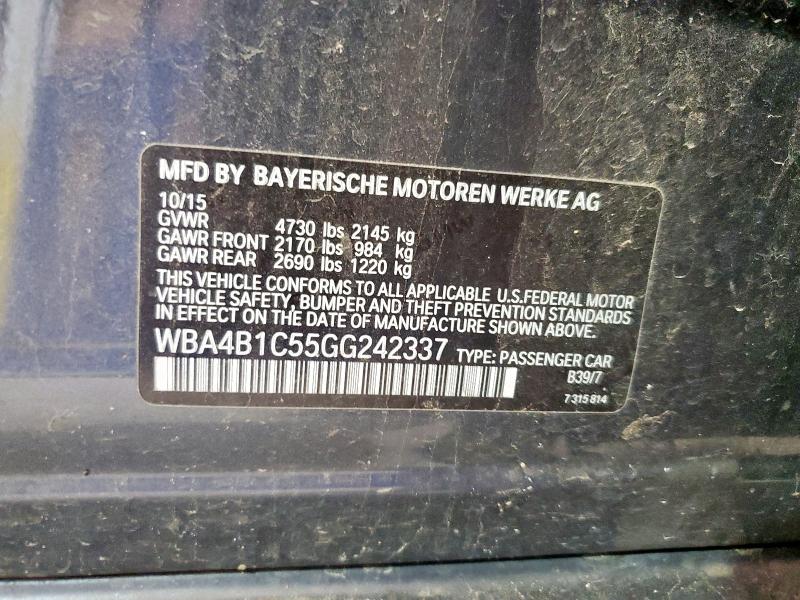 MFD BY BAYERISCHE MOTOREN WERKE AG
10/15
GVWR 4730 lbs 2145 kg
GAWR FRONT 2170 lbs 984 kg
GAWR REAR 2690 lbs 1220 kg
THIS VEHICLE CONFORMS TO ALL APPLICABLE U.S.FEDERAL MOTOR
VEHICLE SAFETY, BUMPER AND THEFT PREVENTION STANDARDS
IN EFFECT ON THE DATE OF MANUFACTURE SHOWN ABOVE.
WBA4B1C55GG242337 TYPE: PASSENGER CAR
B39/7
7 315 814